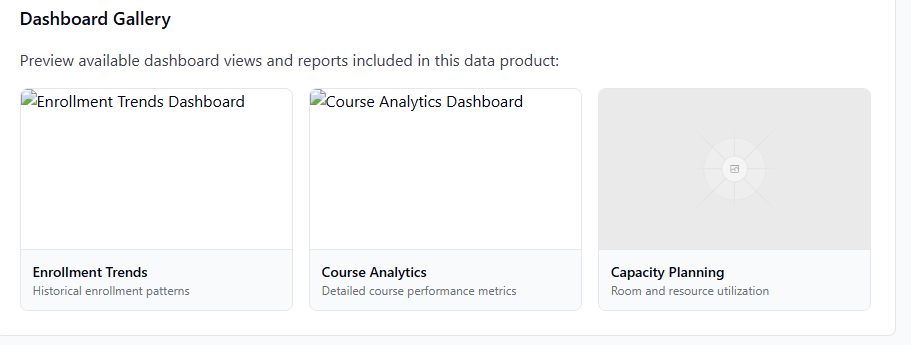 Dashboard Gallery
Preview available dashboard views and reports included in this data product:
Enrollment Trends Dashboard
Course Analytics Dashboard
Enrollment Trends
Historical enrollment patterns
Course Analytics
Detailed course performance metrics
Capacity Planning
Room and resource utilization